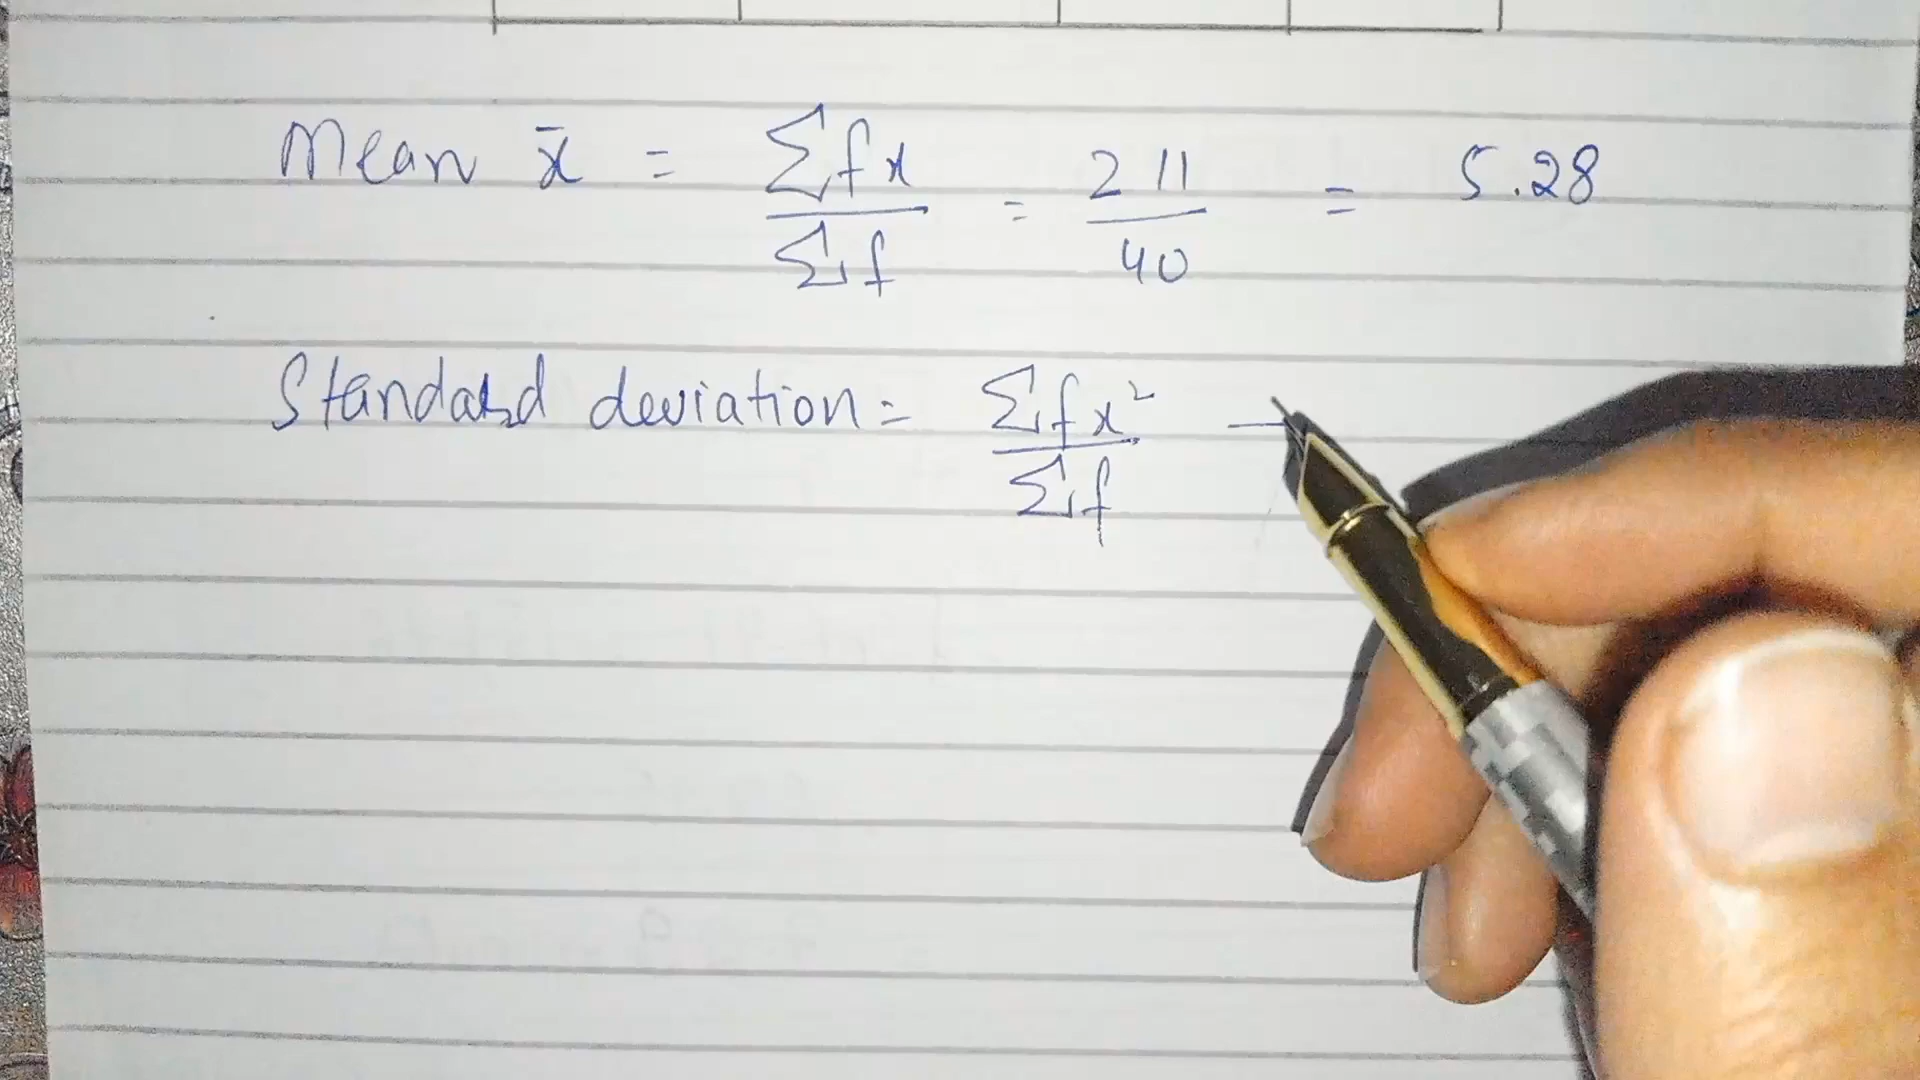 Mean x̄ = Σfx / Σf = 211 / 40 = 5.28
Standard deviation = Σfx² / Σf —